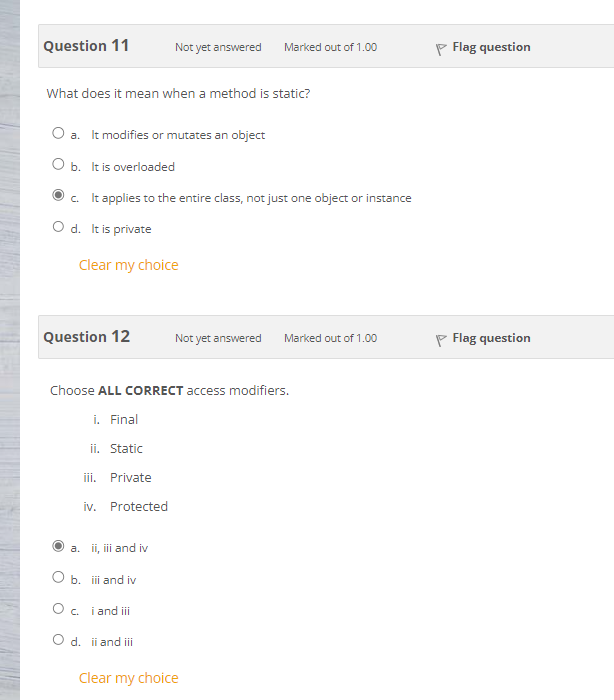 Question 11 Not yet answered Marked out of 1.00 Flag question
What does it mean when a method is static?
a. It modifies or mutates an object
b. It is overloaded
c. It applies to the entire class, not just one object or instance
d. It is private
Clear my choice
Question 12 Not yet answered Marked out of 1.00 Flag question
Choose ALL CORRECT access modifiers.
i. Final
ii. Static
iii. Private
iv. Protected
a. ii, iii and iv
b. iii and iv
c. i and iii
d. ii and iii
Clear my choice